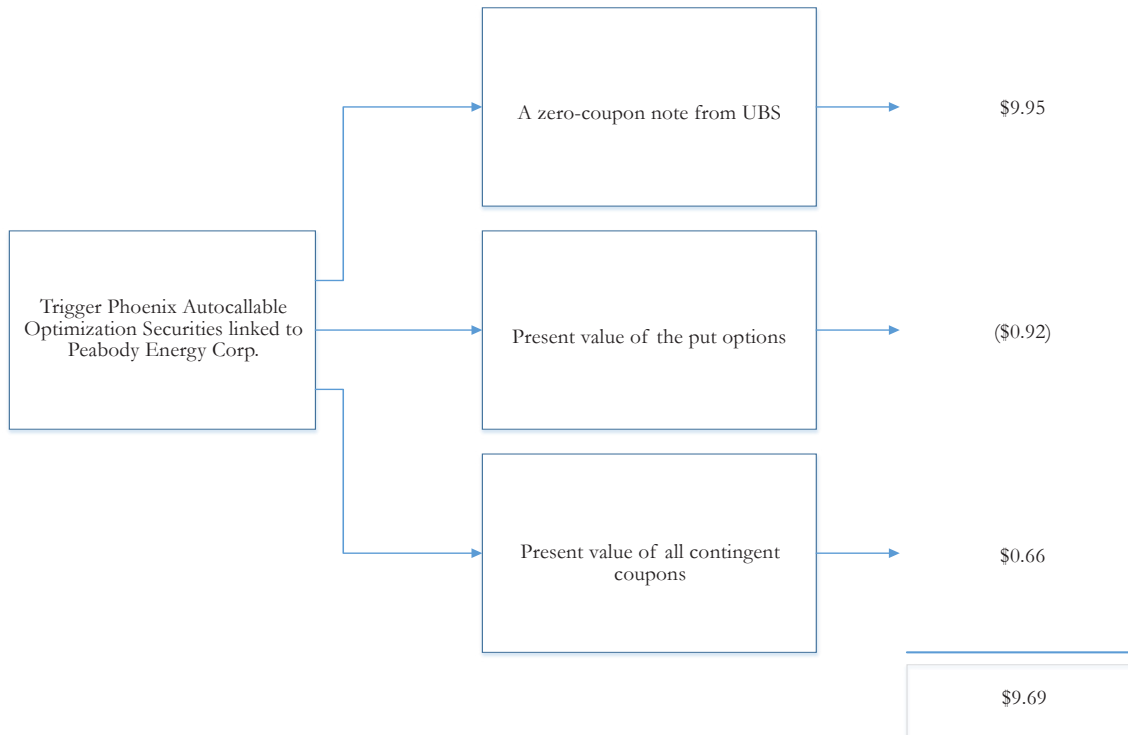 A zero-coupon note from UBS
$9.95
Trigger Phoenix Autocallable
Optimization Securities linked to
Peabody Energy Corp.
Present value of the put options
($0.92)
Present value of all contingent
coupons
$0.66
$9.69